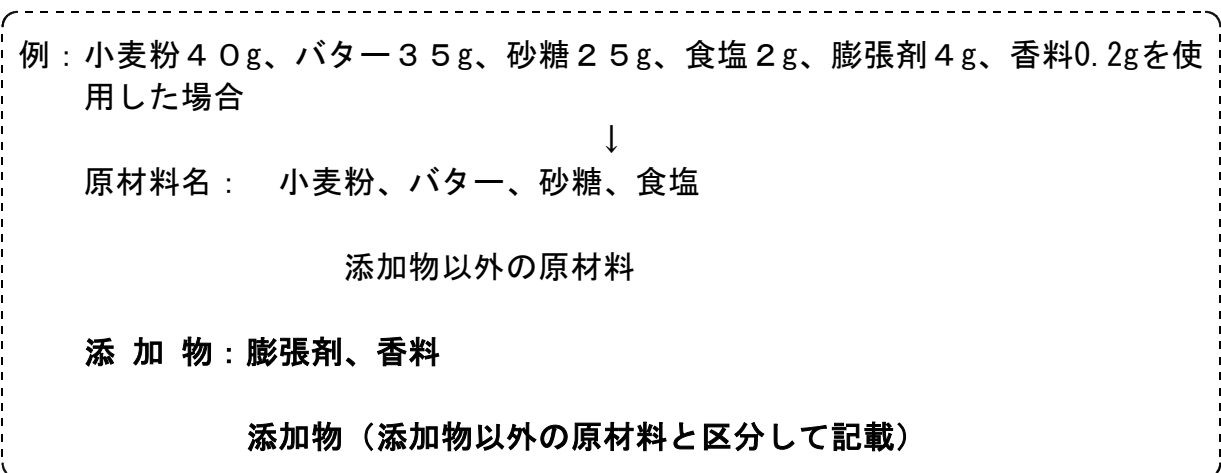 例：小麦粉４０g、バター３５g、砂糖２５g、食塩２g、膨張剤４g、香料0.2gを使
用した場合
↓
原材料名：　小麦粉、バター、砂糖、食塩
添加物以外の原材料
添 加 物：膨張剤、香料
添加物（添加物以外の原材料と区分して記載）